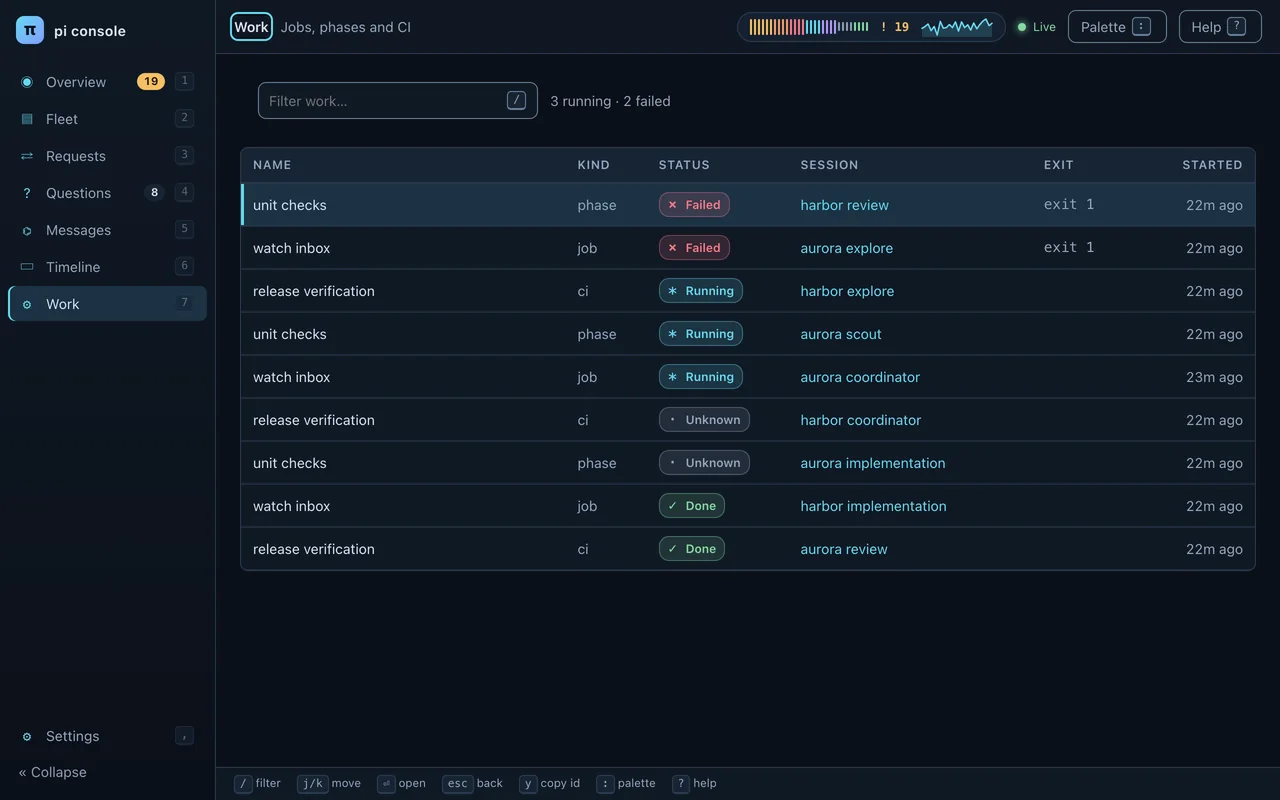 π pi console
Overview 19 1
Fleet 2
Requests 3
? Questions 8 4
Messages 5
Timeline 6
Work 7
Settings ,
« Collapse
Work Jobs, phases and CI ! 19 Live Palette : Help ?
Filter work... / 3 running · 2 failed
NAME KIND STATUS SESSION EXIT STARTED
unit checks phase × Failed harbor review exit 1 22m ago
watch inbox job × Failed aurora explore exit 1 22m ago
release verification ci * Running harbor explore 22m ago
unit checks phase * Running aurora scout 22m ago
watch inbox job * Running aurora coordinator 23m ago
release verification ci · Unknown harbor coordinator 22m ago
unit checks phase · Unknown aurora implementation 22m ago
watch inbox job ✓ Done harbor implementation 22m ago
release verification ci ✓ Done aurora review 22m ago
/ filter j/k move ⏎ open esc back y copy id : palette ? help